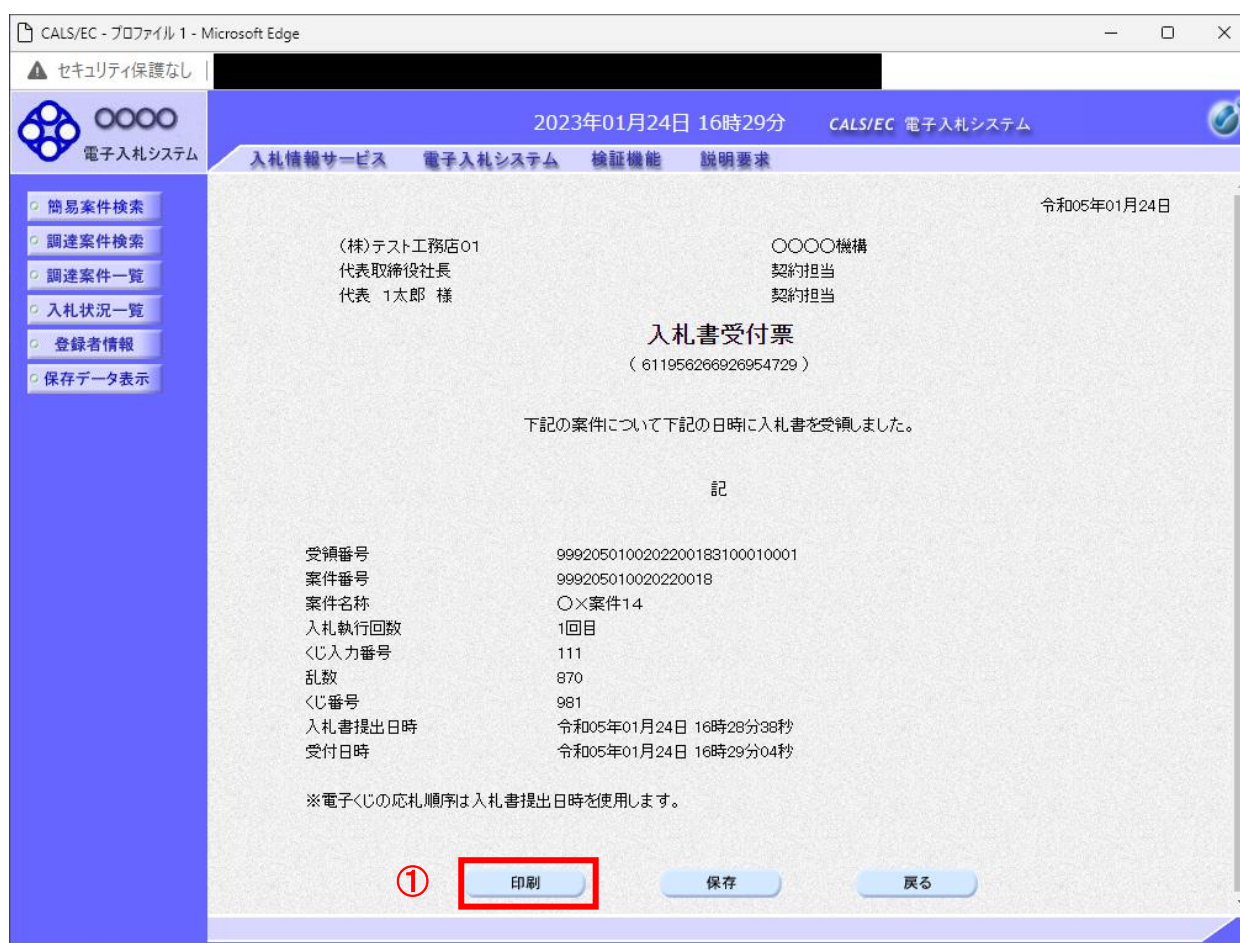 CALS/EC - プロファイル 1 - Microsoft Edge
セキュリティ保護なし
〇〇〇〇
電子入札システム
2023年01月24日 16時29分 CALS/EC 電子入札システム
入札情報サービス 電子入札システム 検証機能 説明要求
簡易案件検索
調達案件検索
調達案件一覧
入札状況一覧
登録者情報
保存データ表示
令和05年01月24日
(株)テスト工務店01 〇〇〇〇機構
代表取締役社長 契約担当
代表 1太郎 様 契約担当
入札書受付票
( 611956266926954729 )
下記の案件について下記の日時に入札書を受領しました。
記
受領番号 9992050100202200183100010001
案件番号 999205010020220018
案件名称 〇×案件14
入札執行回数 1回目
くじ入力番号 111
乱数 870
くじ番号 981
入札書提出日時 令和05年01月24日 16時28分38秒
受付日時 令和05年01月24日 16時29分04秒
※電子くじの応札順序は入札書提出日時を使用します。
① 印刷 保存 戻る